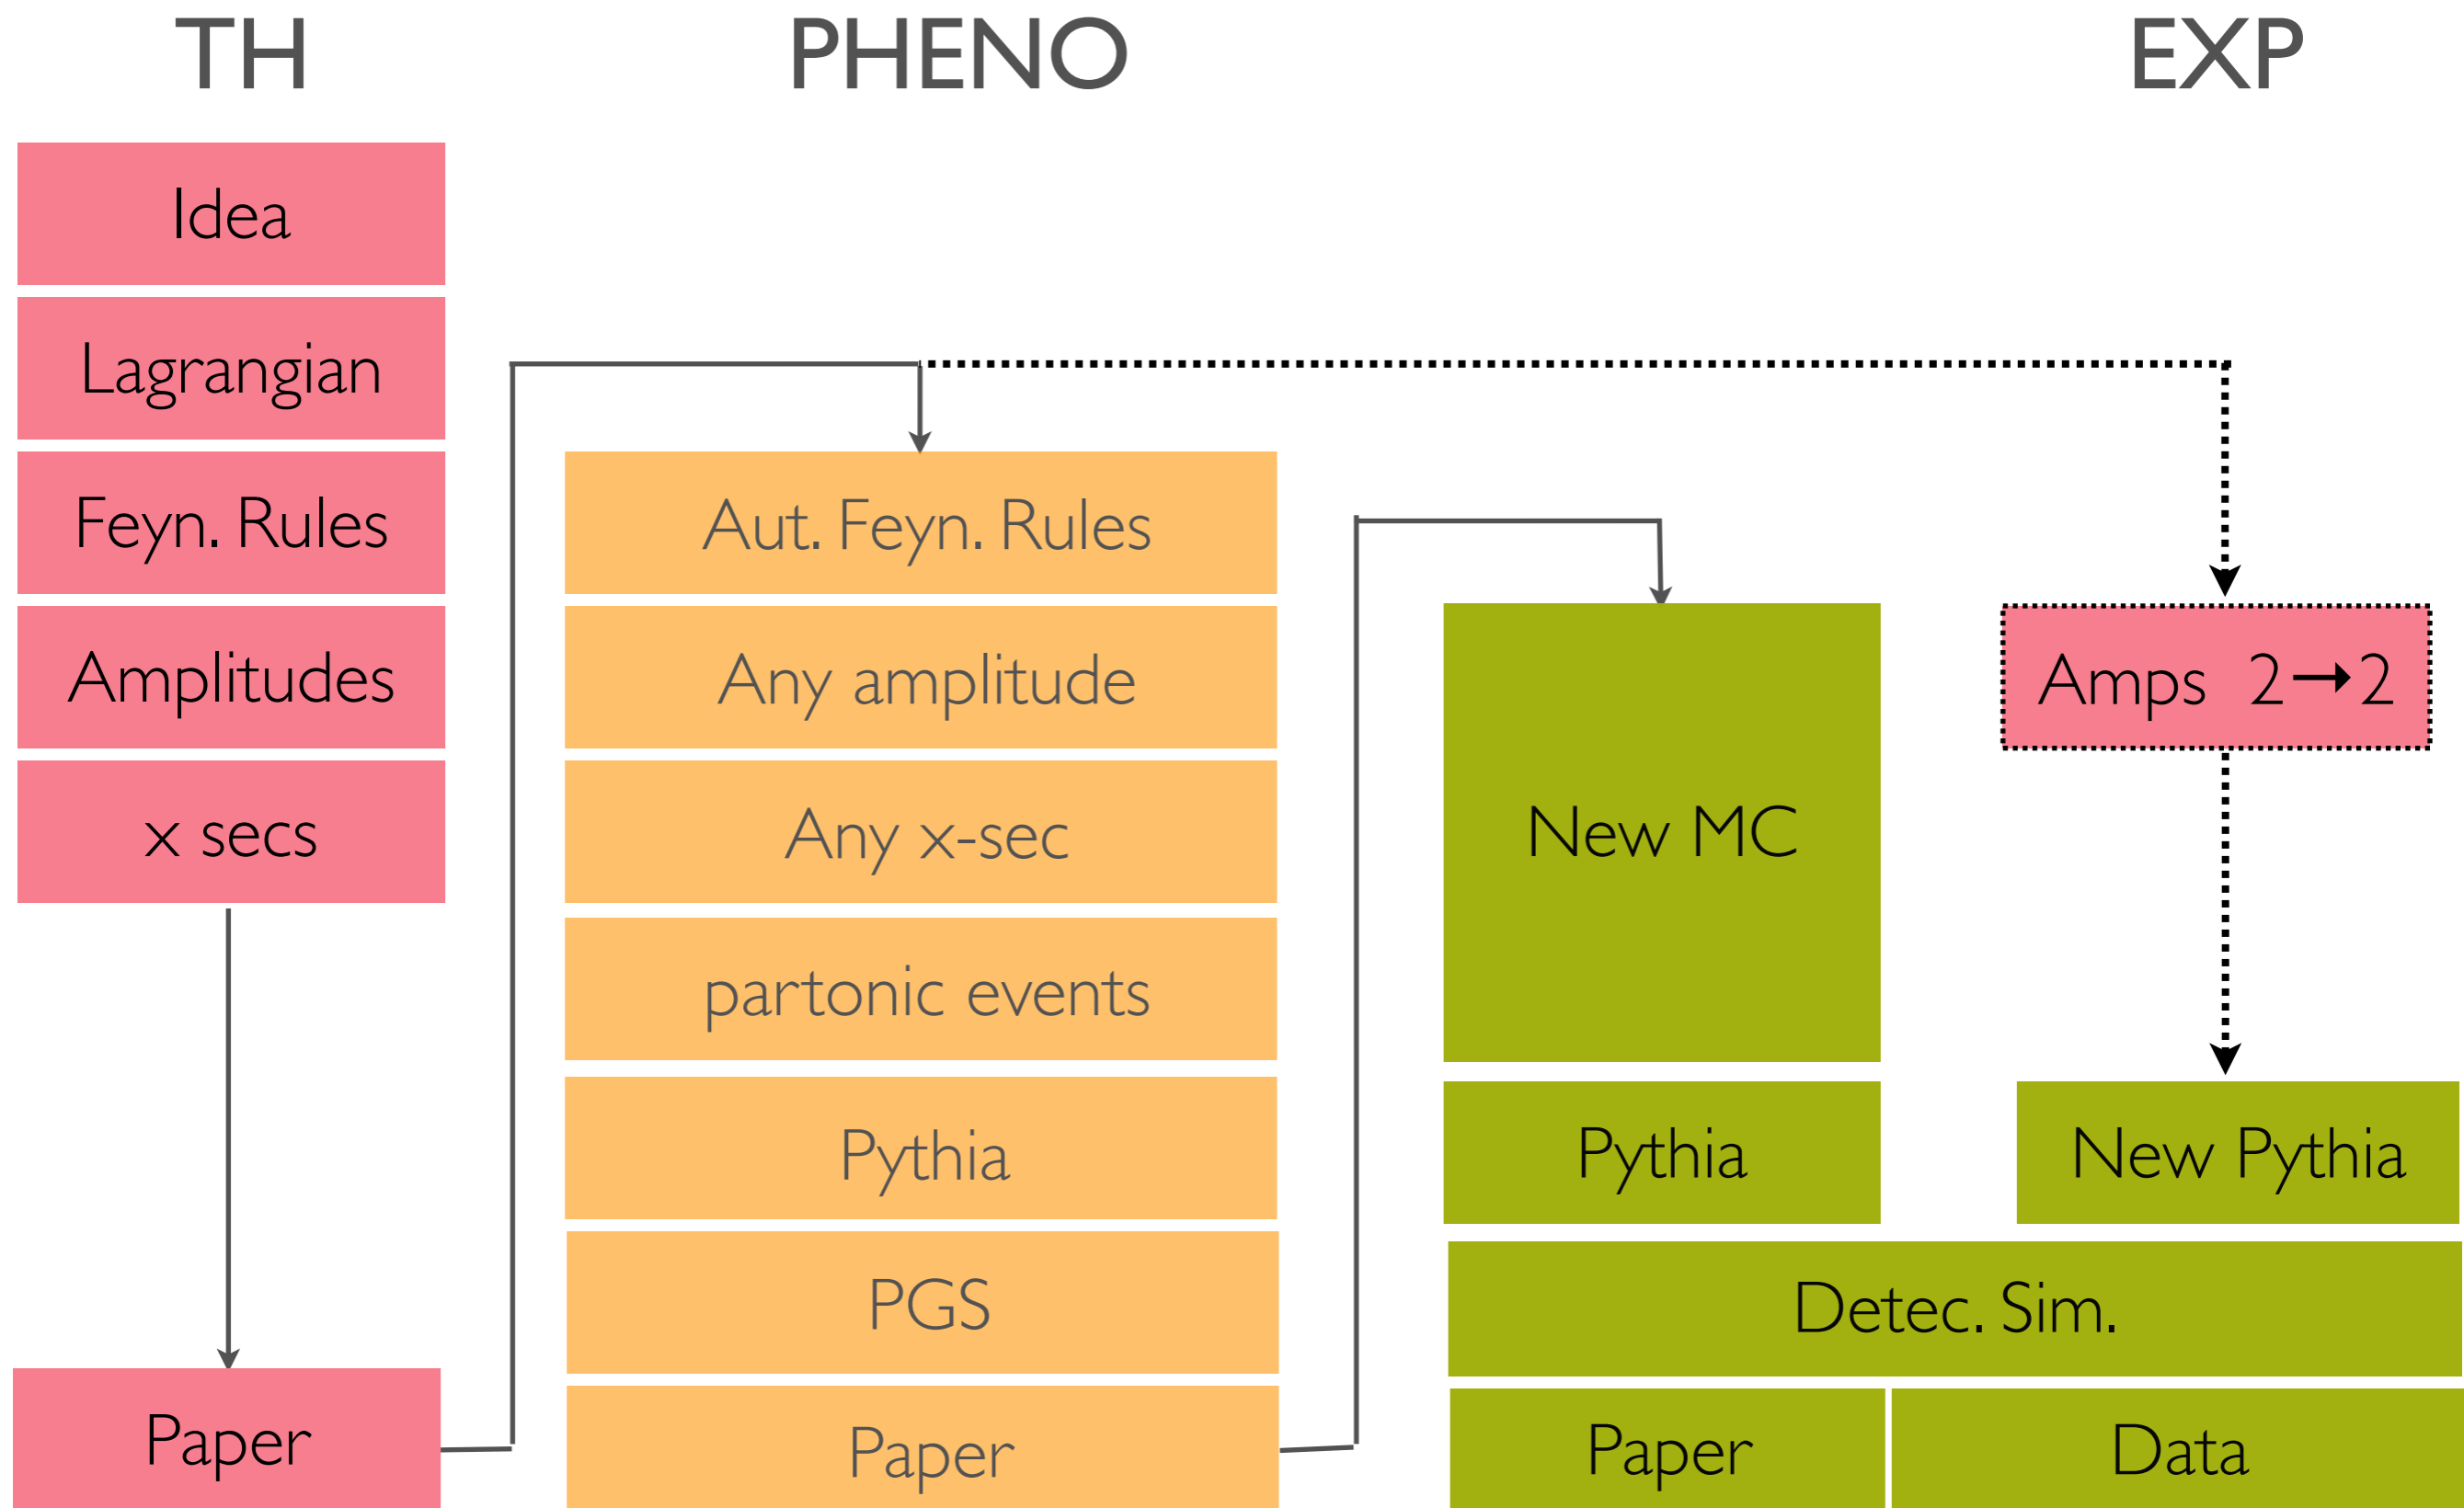 TH
PHENO
EXP
Idea
Lagrangian
Feyn. Rules
Amplitudes
x secs
Paper
Aut. Feyn. Rules
Any amplitude
Any x-sec
partonic events
Pythia
PGS
Paper
New MC
Pythia
Amps 2→2
New Pythia
Detec. Sim.
Paper
Data